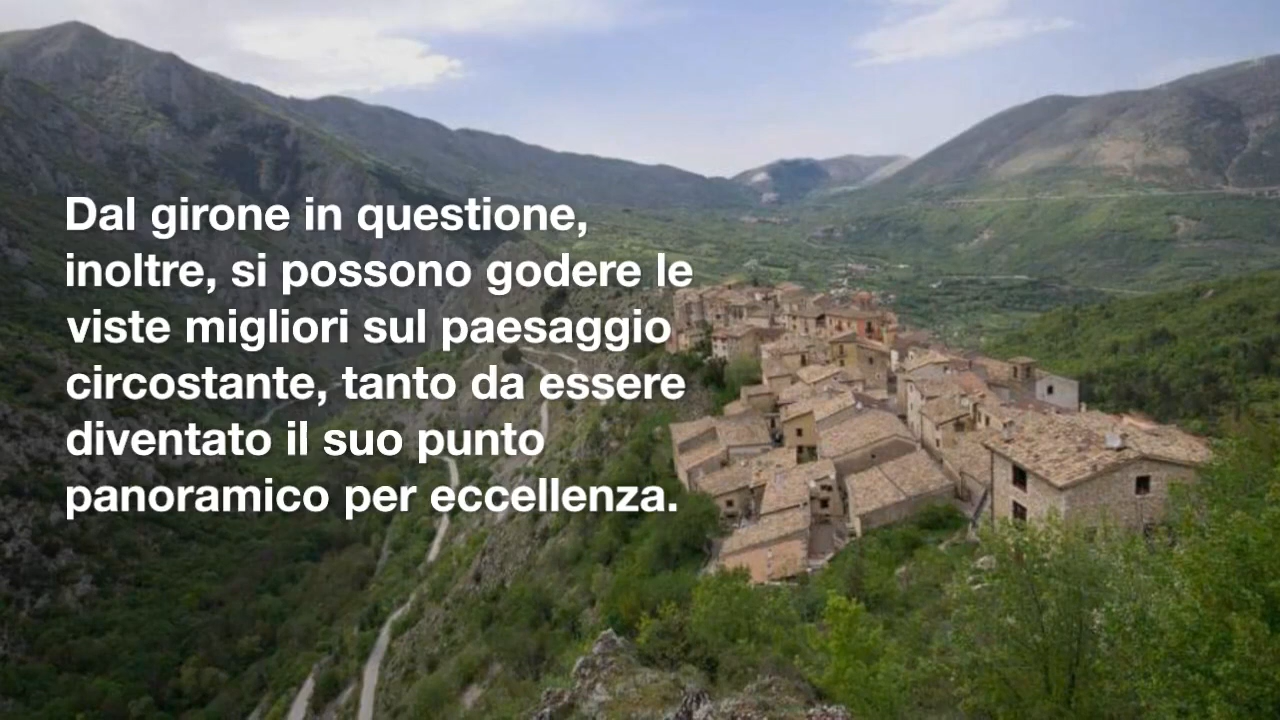 Dal girone in questione,
inoltre, si possono godere le
viste migliori sul paesaggio
circostante, tanto da essere
diventato il suo punto
panoramico per eccellenza.